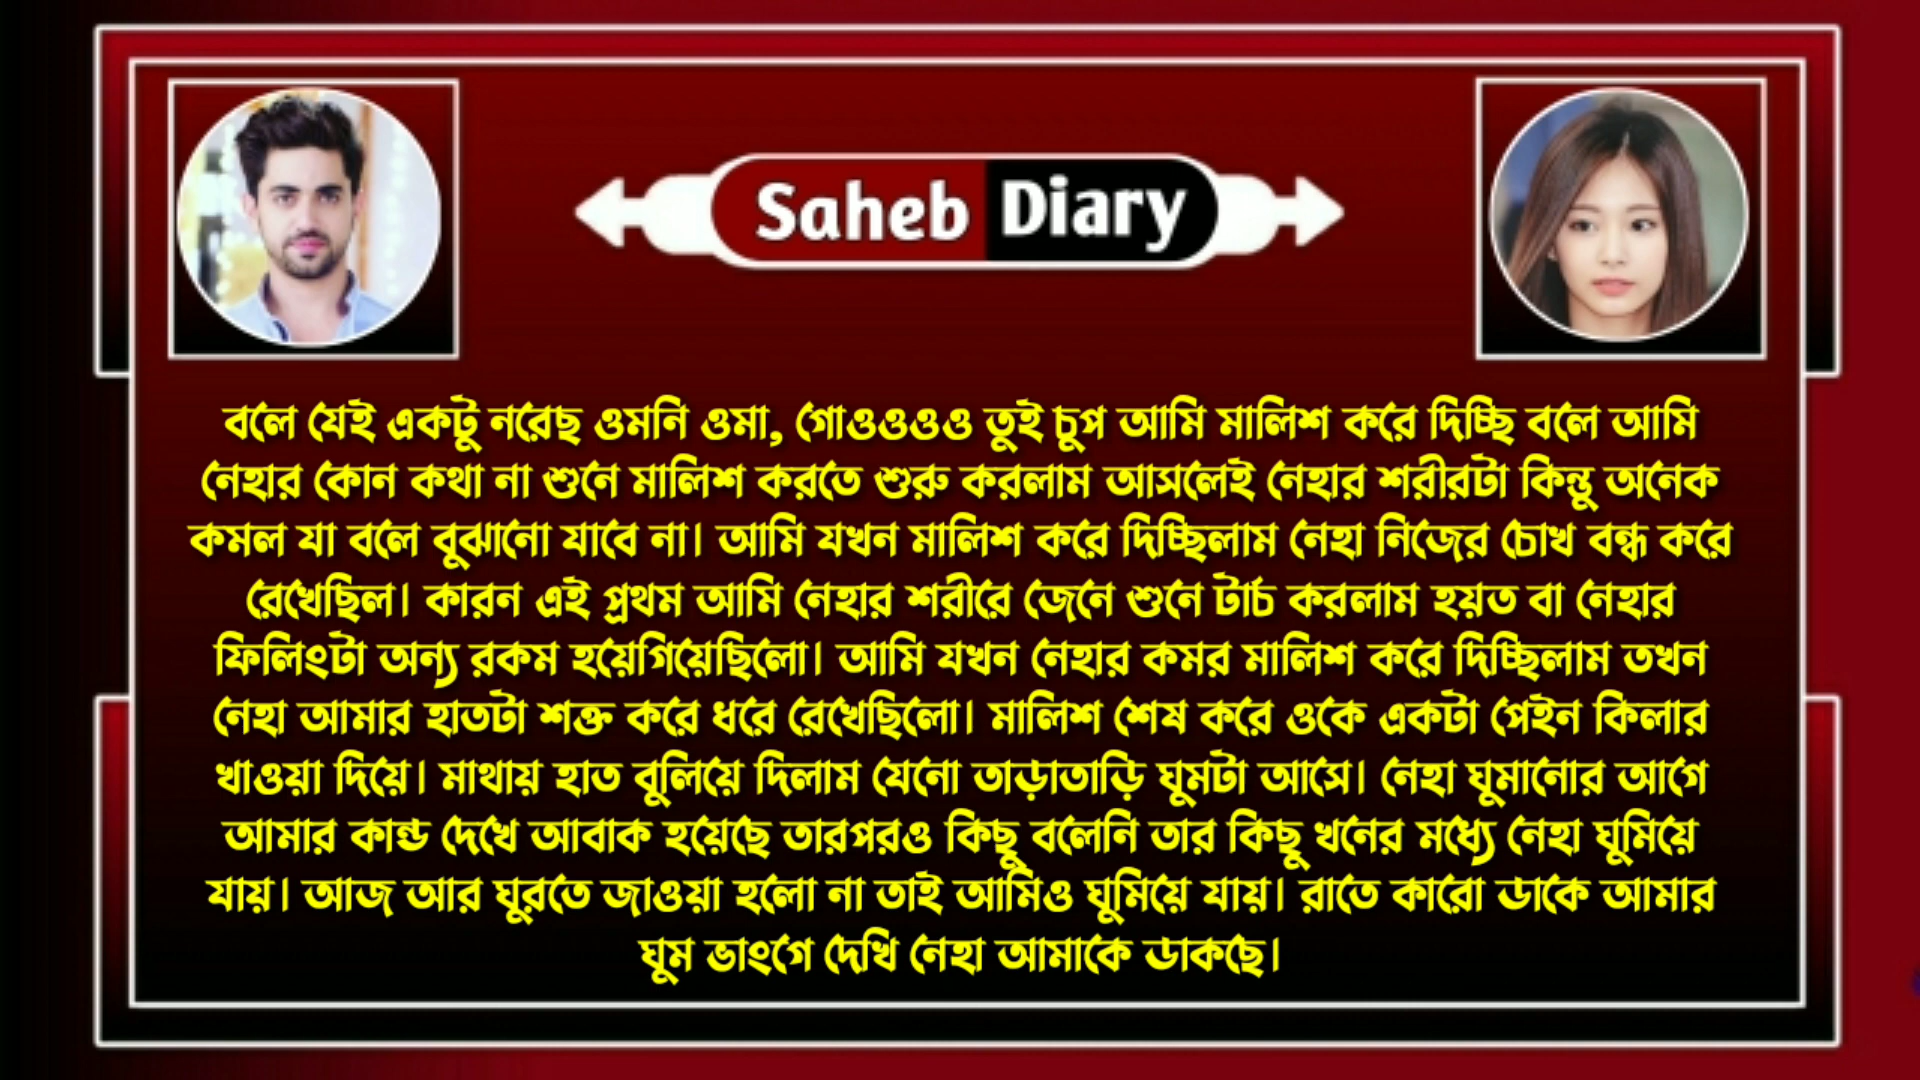 Saheb Diary
বলে যেই একটু নরেছ ওমনি ওমা, গোওওওও তুই চুপ আমি মালিশ করে দিচ্ছি বলে আমি
নেহার কোন কথা না শুনে মালিশ করতে শুরু করলাম আসলেই নেহার শরীরটা কিন্তু অনেক
কমল যা বলে বুঝানো যাবে না। আমি যখন মালিশ করে দিচ্ছিলাম নেহা নিজের চোখ বন্ধ করে
রেখেছিল। কারন এই প্রথম আমি নেহার শরীরে জেনে শুনে টার্চ করলাম হয়ত বা নেহার
ফিলিংটা অন্য রকম হয়েগিয়েছিলো। আমি যখন নেহার কমর মালিশ করে দিচ্ছিলাম তখন
নেহা আমার হাতটা শক্ত করে ধরে রেখেছিলো। মালিশ শেষ করে ওকে একটা পেইন কিলার
খাওয়া দিয়ে। মাথায় হাত বুলিয়ে দিলাম যেনো তাড়াতাড়ি ঘুমটা আসে। নেহা ঘুমানোর আগে
আমার কান্ড দেখে আবাক হয়েছে তারপরও কিছু বলেনি তার কিছু খনের মধ্যে নেহা ঘুমিয়ে
যায়। আজ আর ঘুরতে জাওয়া হলো না তাই আমিও ঘুমিয়ে যায়। রাতে কারো ডাকে আমার
ঘুম ভাংগে দেখি নেহা আমাকে ডাকছে।